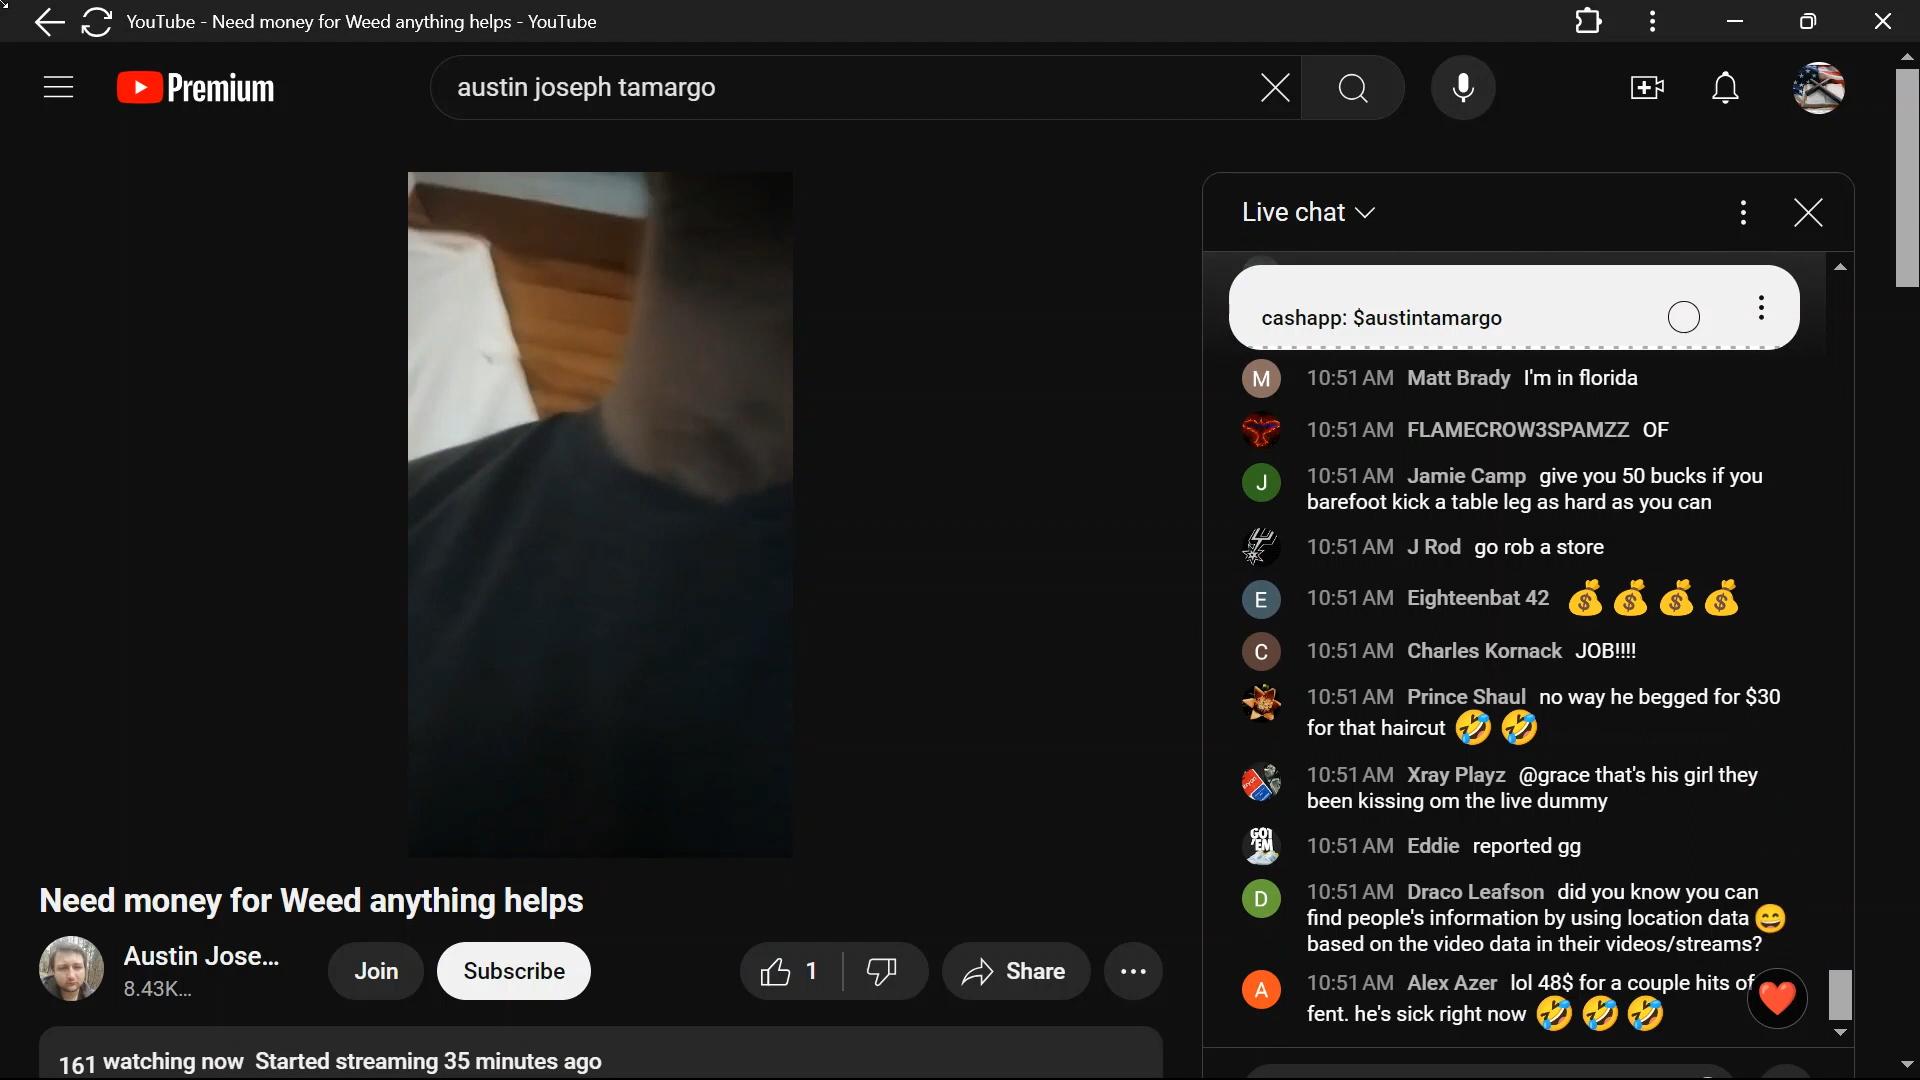 YouTube - Need money for Weed anything helps - YouTube
Premium
austin joseph tamargo
Live chat
cashapp: $austintamargo
M 10:51 AM Matt Brady I'm in florida
10:51 AM FLAMECROW3SPAMZZ OF
J 10:51 AM Jamie Camp give you 50 bucks if you
barefoot kick a table leg as hard as you can
10:51 AM J Rod go rob a store
E 10:51 AM Eighteenbat 42 💰💰💰💰
C 10:51 AM Charles Kornack JOB!!!!
10:51 AM Prince Shaul no way he begged for $30
for that haircut 🤣🤣
10:51 AM Xray Playz @grace that's his girl they
been kissing om the live dummy
GOT 'EM
10:51 AM Eddie reported gg
D 10:51 AM Draco Leafson did you know you can
find people's information by using location data 😄
based on the video data in their videos/streams?
A 10:51 AM Alex Azer lol 48$ for a couple hits of
fent. he's sick right now 🤣🤣🤣
Need money for Weed anything helps
Austin Jose...
8.43K...
Join
Subscribe
1
Share
161 watching now Started streaming 35 minutes ago